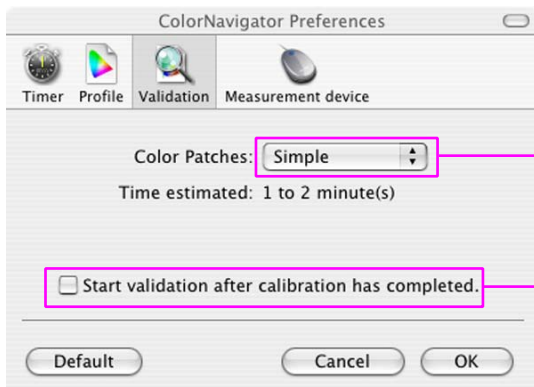 ColorNavigator Preferences
Timer Profile Validation Measurement device
Color Patches: Simple
Time estimated: 1 to 2 minute(s)
Start validation after calibration has completed.
Default Cancel OK